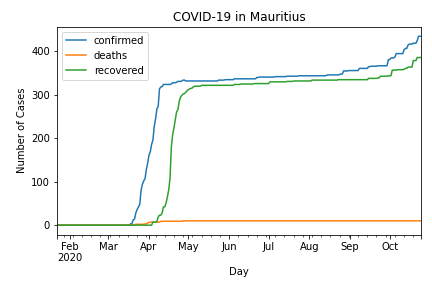 COVID-19 in Mauritius
confirmed
deaths
recovered
Number of Cases
400
300
200
100
0
Feb Mar Apr May Jun Jul Aug Sep Oct
2020
Day